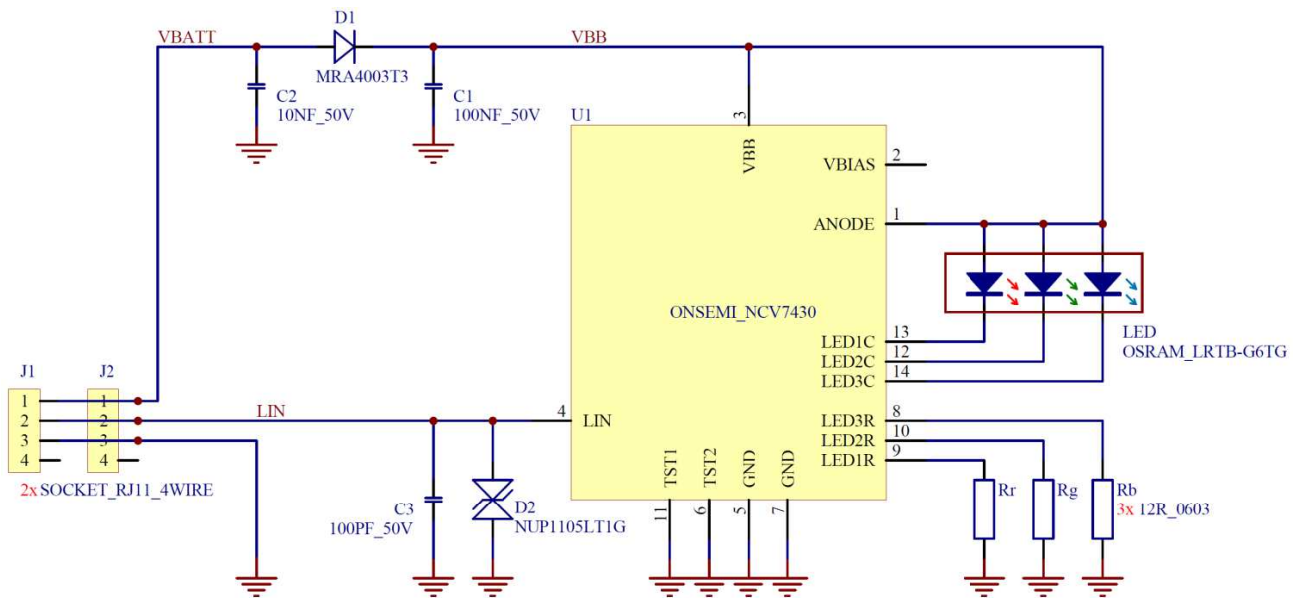 D1
VBATT
VBB
MRA4003T3
C2
10NF_50V
C1
100NF_50V
U1
3
VBB
VBIAS
2
ANODE
1
ONSEMI_NCV7430
LED
OSRAM_LRTB-G6TG
LED1C
13
LED2C
12
LED3C
14
J1
J2
1
2
3
4
1
2
3
4
2x SOCKET_RJ11_4WIRE
LIN
4
LIN
LED3R
8
LED2R
10
LED1R
9
TST1
TST2
GND
GND
11
6
5
7
C3
100PF_50V
D2
NUP1105LT1G
Rr
Rg
Rb
3x 12R_0603